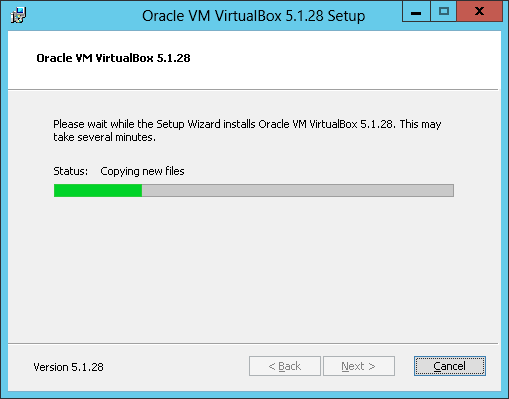 Oracle VM VirtualBox 5.1.28 Setup
Oracle VM VirtualBox 5.1.28
Please wait while the Setup Wizard installs Oracle VM VirtualBox 5.1.28. This may
take several minutes.
Status: Copying new files
Version 5.1.28
< Back
Next >
Cancel